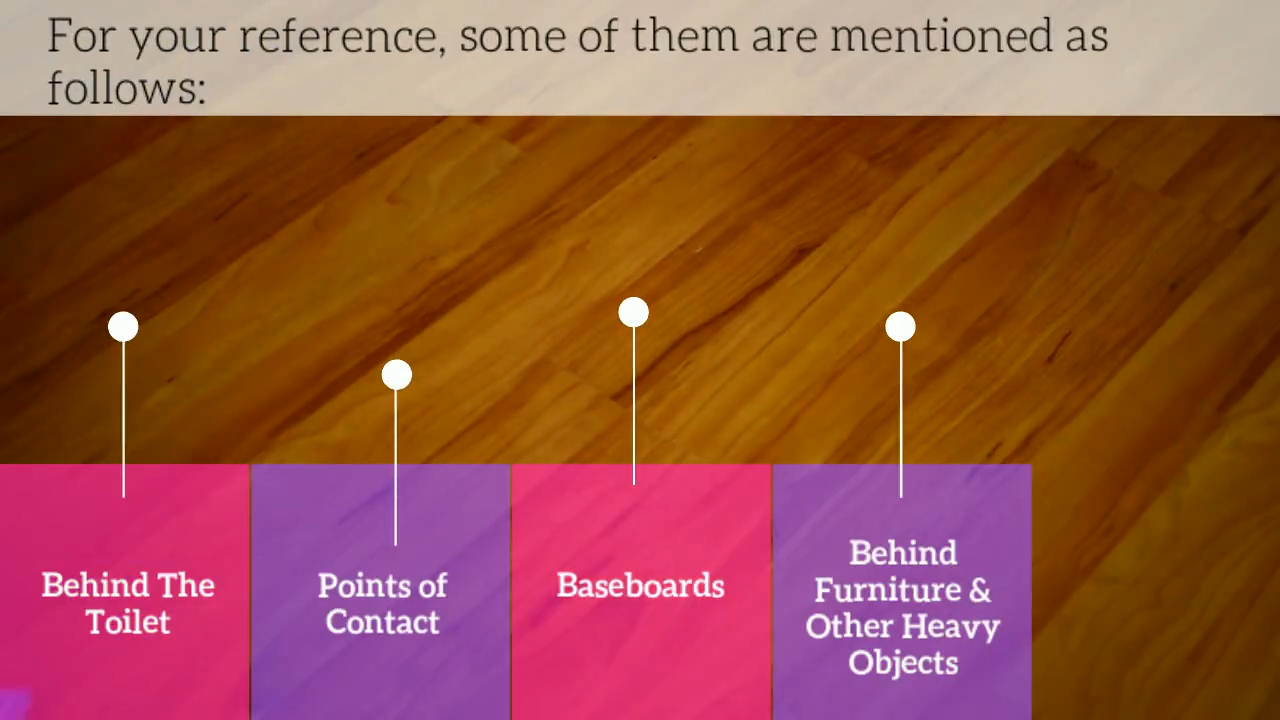 For your reference, some of them are mentioned as
follows:
Behind The
Toilet
Points of
Contact
Baseboards
Behind
Furniture &
Other Heavy
Objects